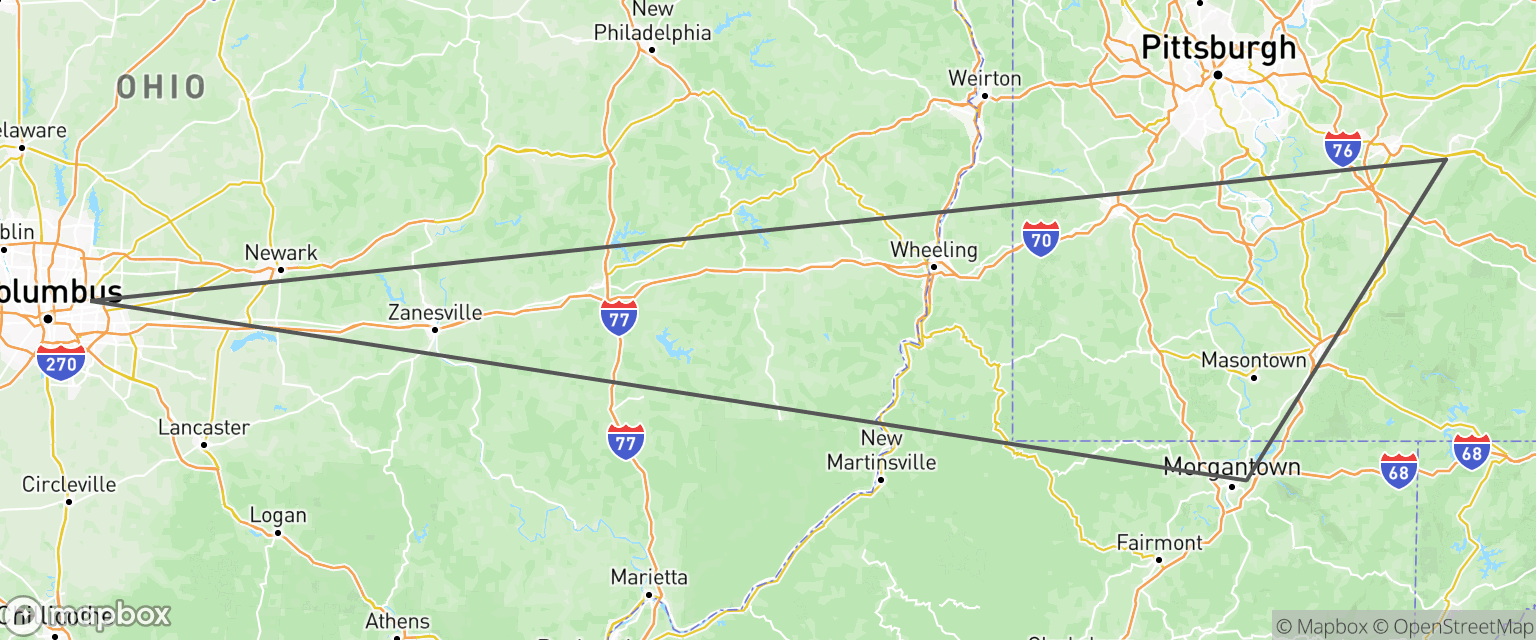 New
Philadelphia
Pittsburgh
Weirton
OHIO
elaware
76
blin
Newark
Wheeling
70
olumbus
Zanesville
77
270
Masontown
Lancaster
77
New
Martinsville
68
68
Morgantown
Circleville
Logan
Fairmont
Marietta
Athens
mapbox
© Mapbox © OpenStreetMap